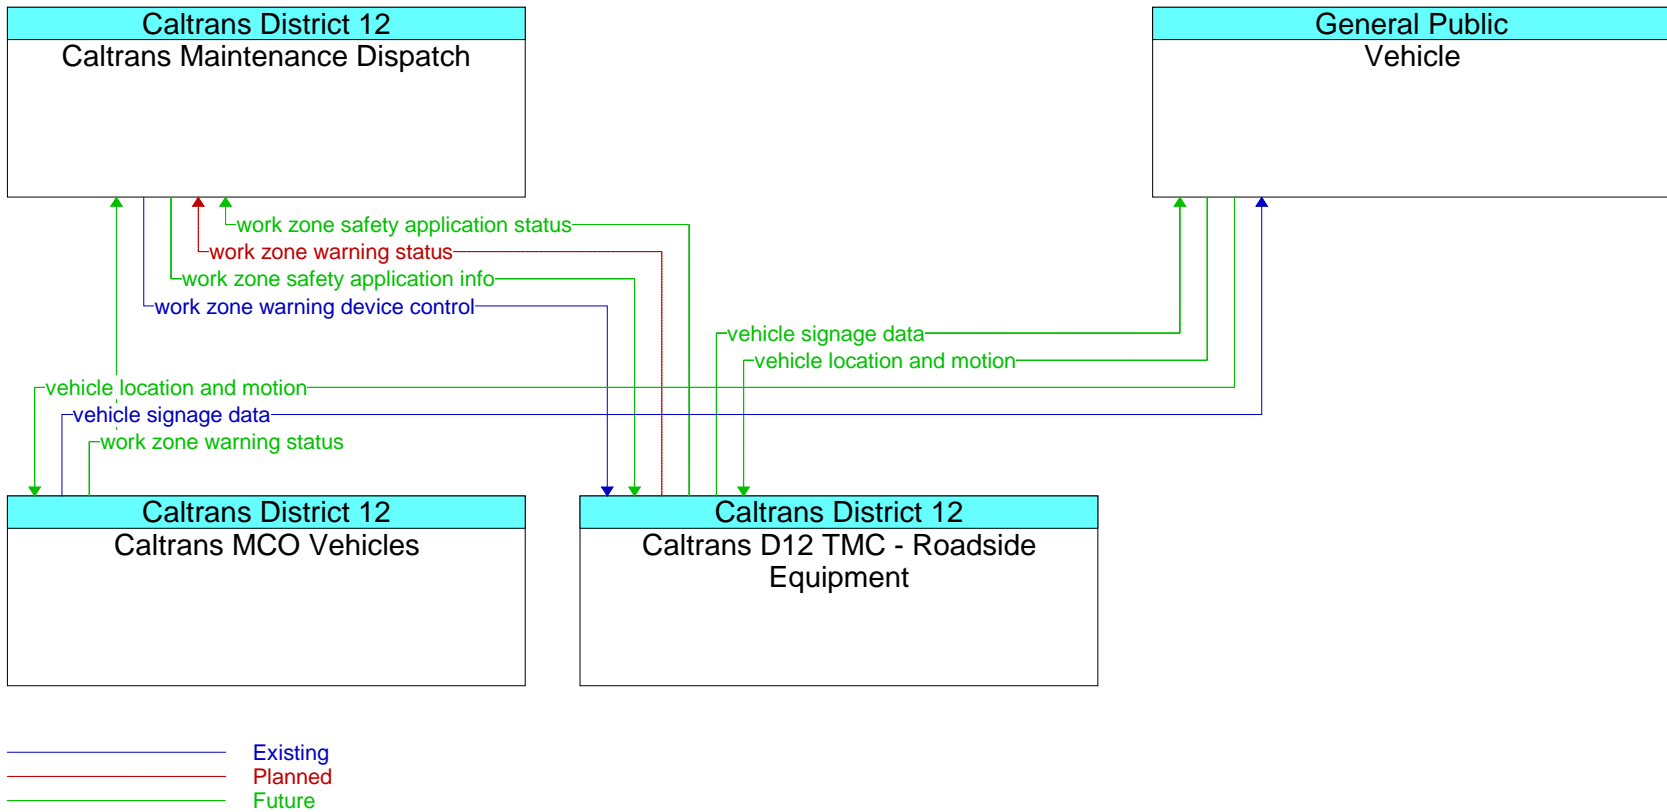 Caltrans District 12
Caltrans Maintenance Dispatch
General Public
Vehicle
work zone safety application status
work zone warning status
work zone safety application info
work zone warning device control
vehicle signage data
vehicle location and motion
vehicle location and motion
vehicle signage data
work zone warning status
Caltrans District 12
Caltrans MCO Vehicles
Caltrans District 12
Caltrans D12 TMC - Roadside
Equipment
Existing
Planned
Future